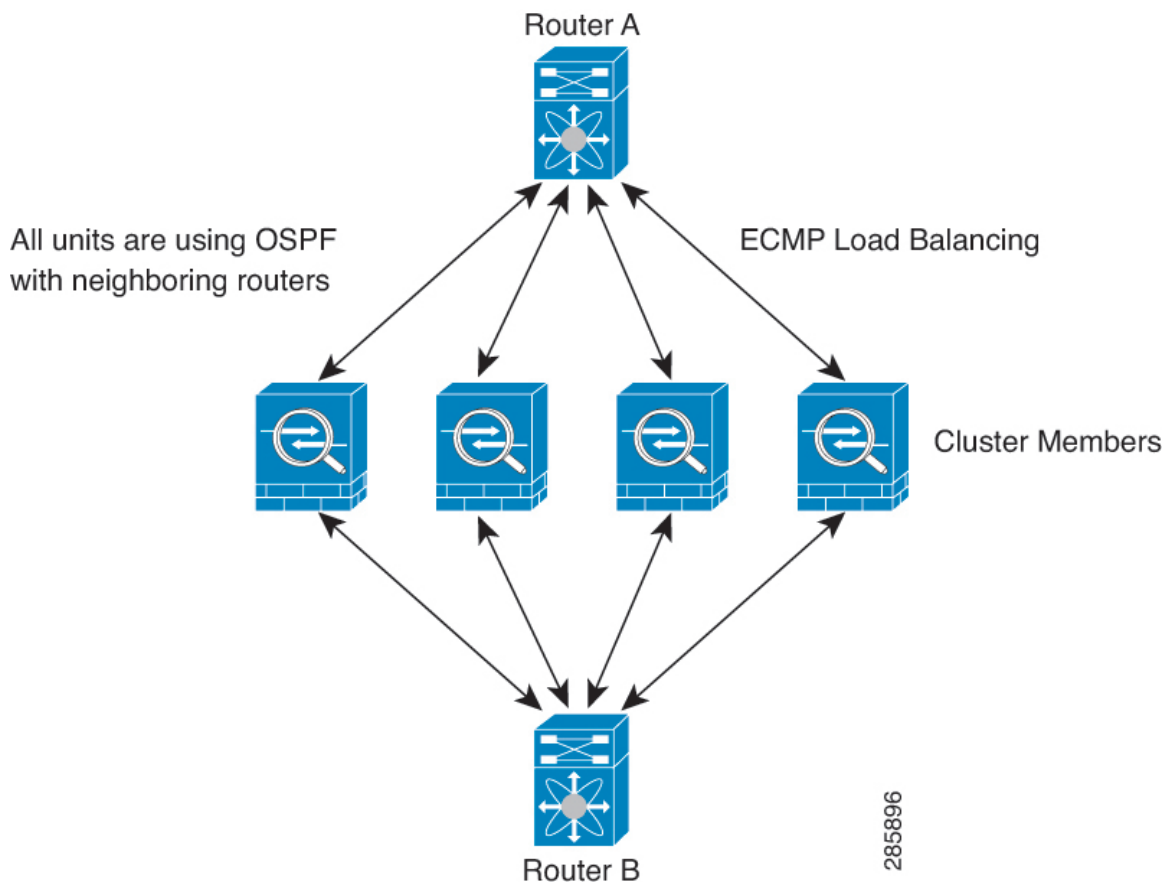 Router A
All units are using OSPF
with neighboring routers
ECMP Load Balancing
Cluster Members
Router B
285896